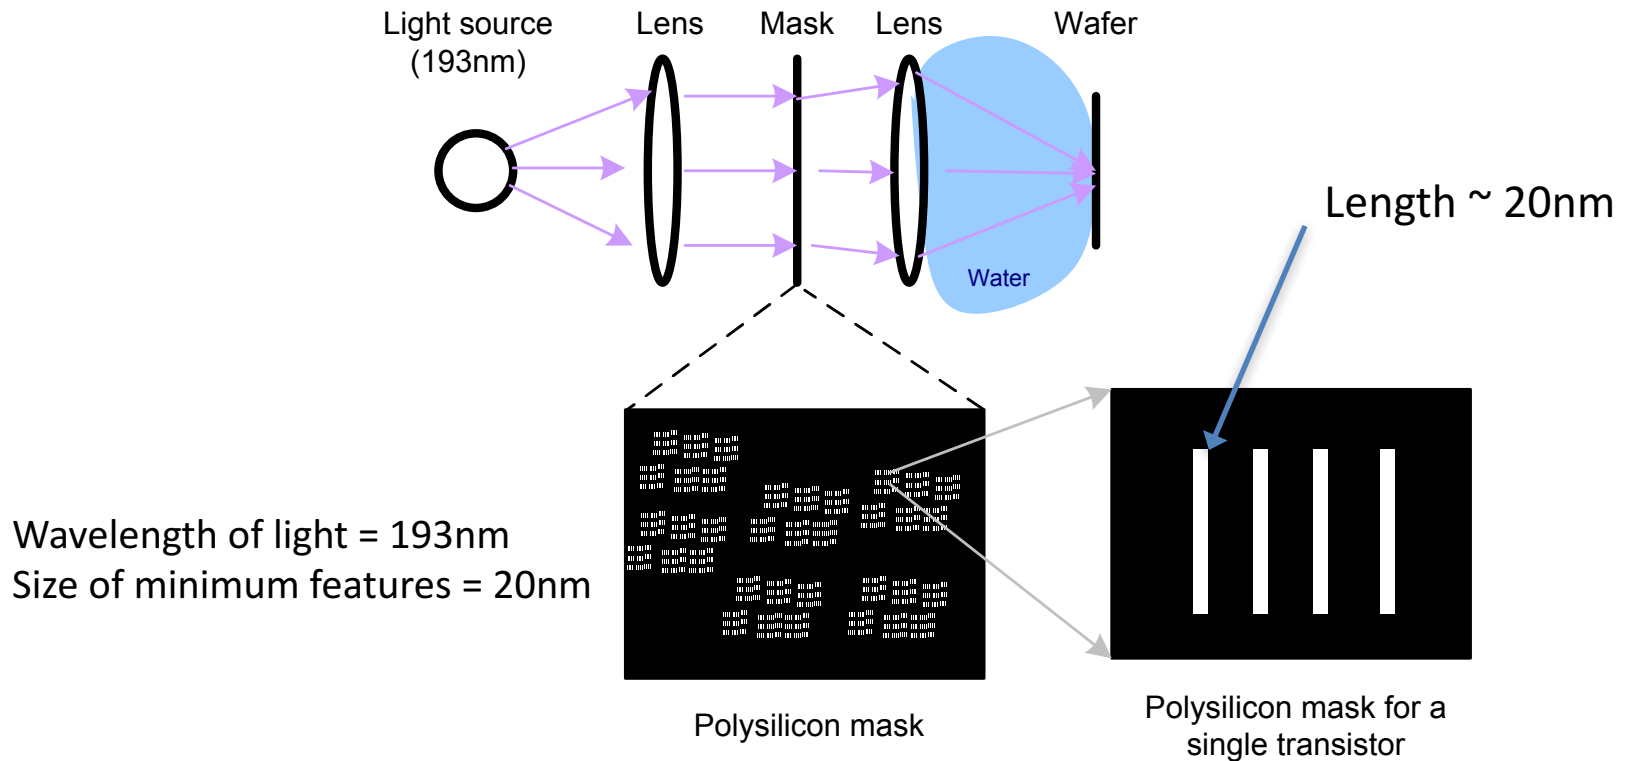 Light source
(193nm)
Lens
Mask
Lens
Wafer
Length ~ 20nm
Water
Wavelength of light = 193nm
Size of minimum features = 20nm
Polysilicon mask
Polysilicon mask for a
single transistor